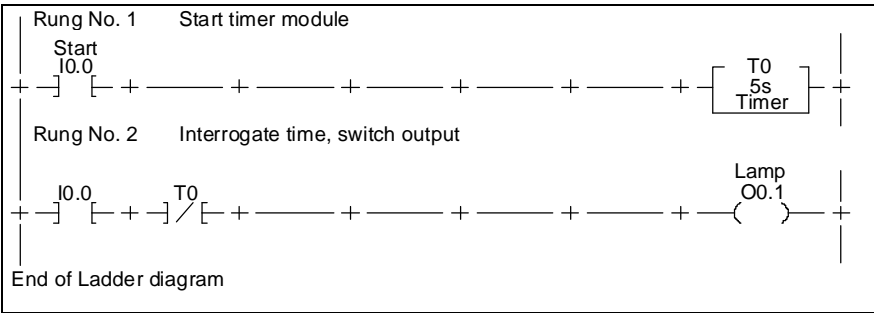 Rung No. 1 Start timer module
Start
I0.0
T0
5s
Timer
Rung No. 2 Interrogate time, switch output
Lamp
I0.0 T0 O0.1
End of Ladder diagram